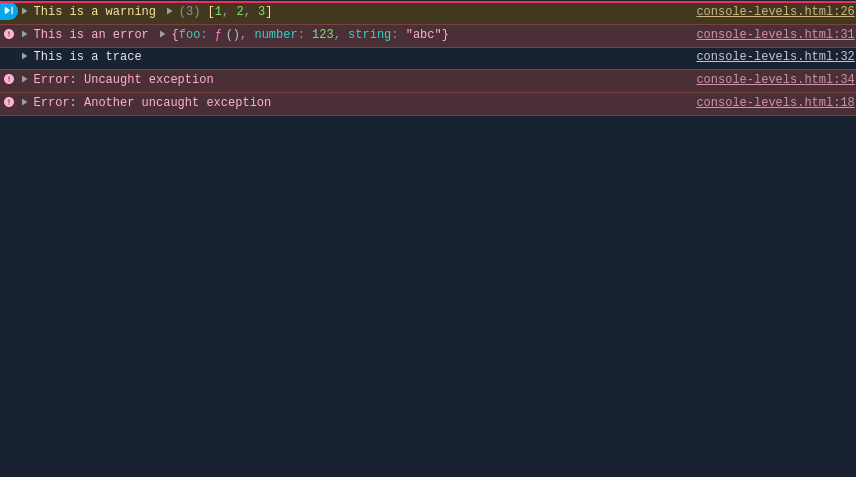 This is a warning (3) [1, 2, 3] console-levels.html:26
This is an error {foo: ƒ (), number: 123, string: "abc"} console-levels.html:31
This is a trace console-levels.html:32
Error: Uncaught exception console-levels.html:34
Error: Another uncaught exception console-levels.html:18